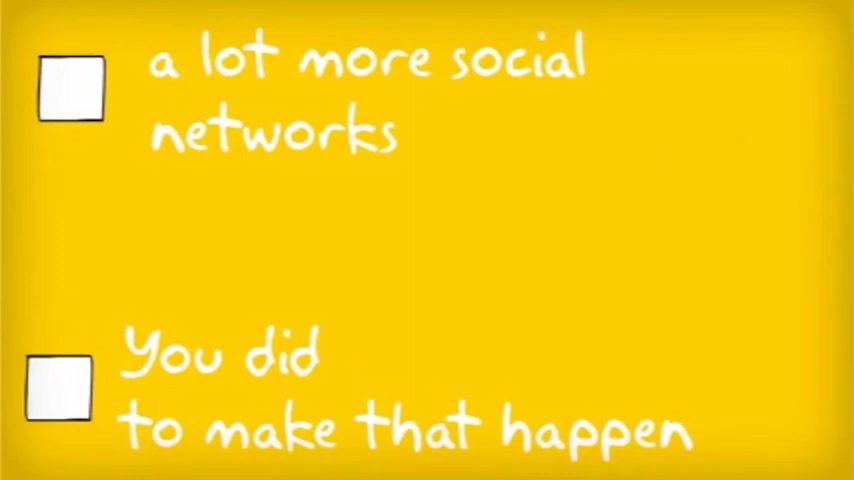 a lot more social
networks
You did
to make that happen